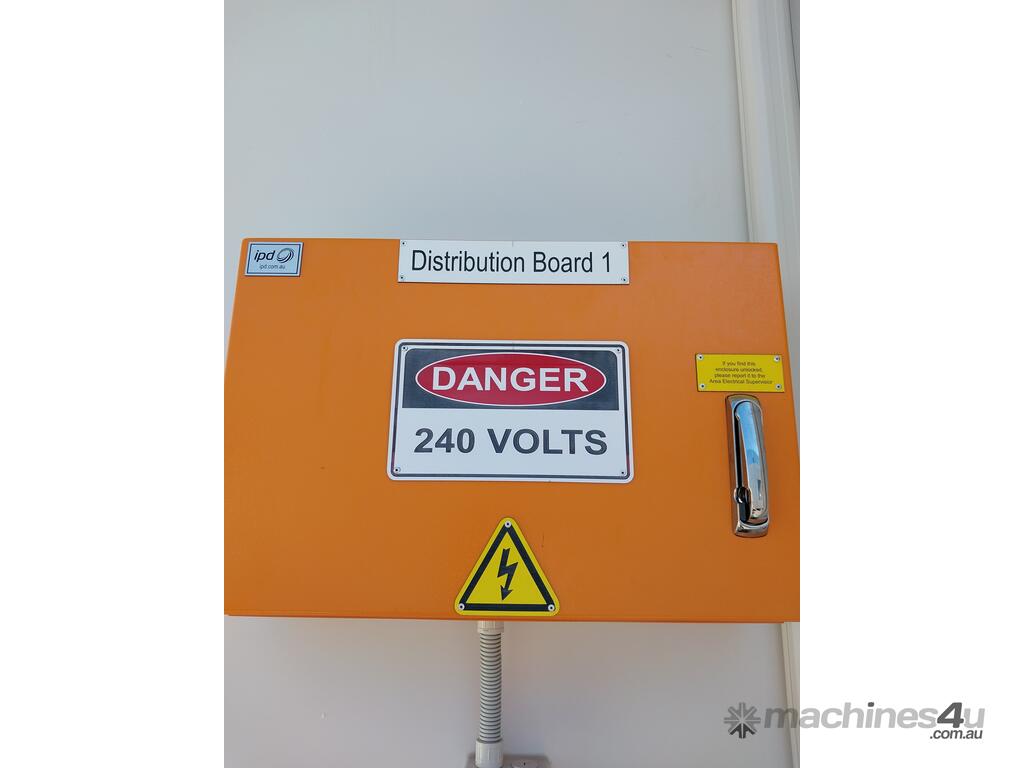 ipd
ipd.com.au
Distribution Board 1
DANGER
240 VOLTS
If you find this
enclosure unlocked,
please report it to the
Area Electrical Supervisor
machines4u
.com.au